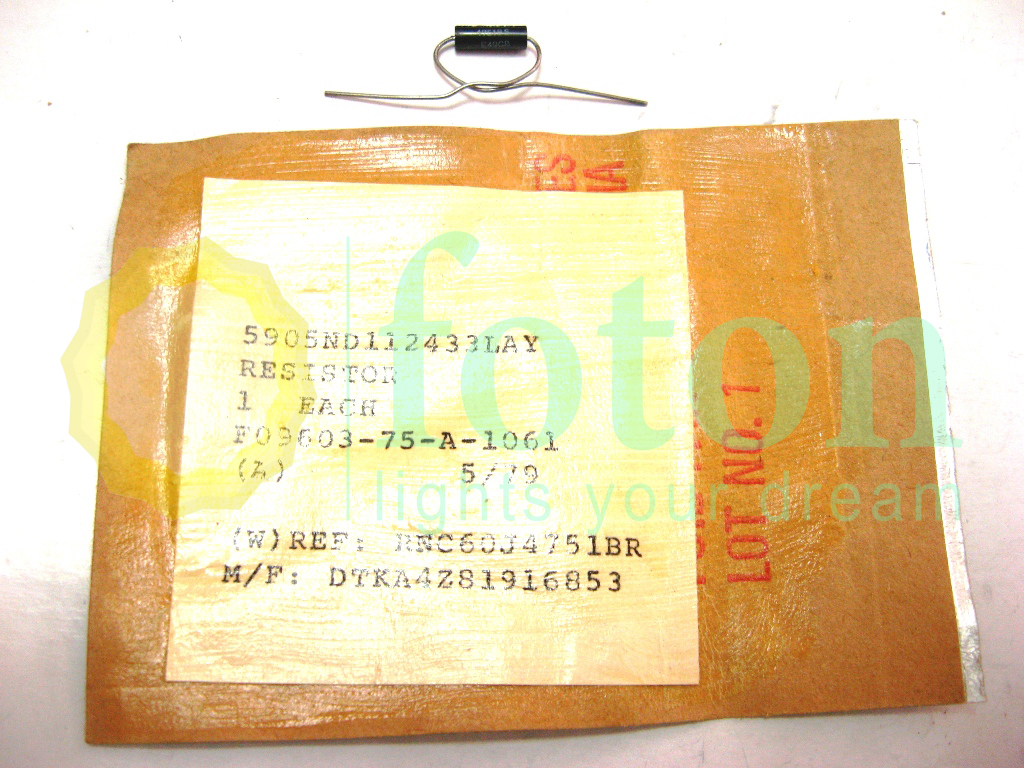 5905ND112433LAY
RESISTOR
1 EACH
F09603-75-A-1061
(A) 5/79
(W)REF: RNC60J4751BR
M/F: DTKA4Z81916853
LOT NO. 1
foton
lights your dream